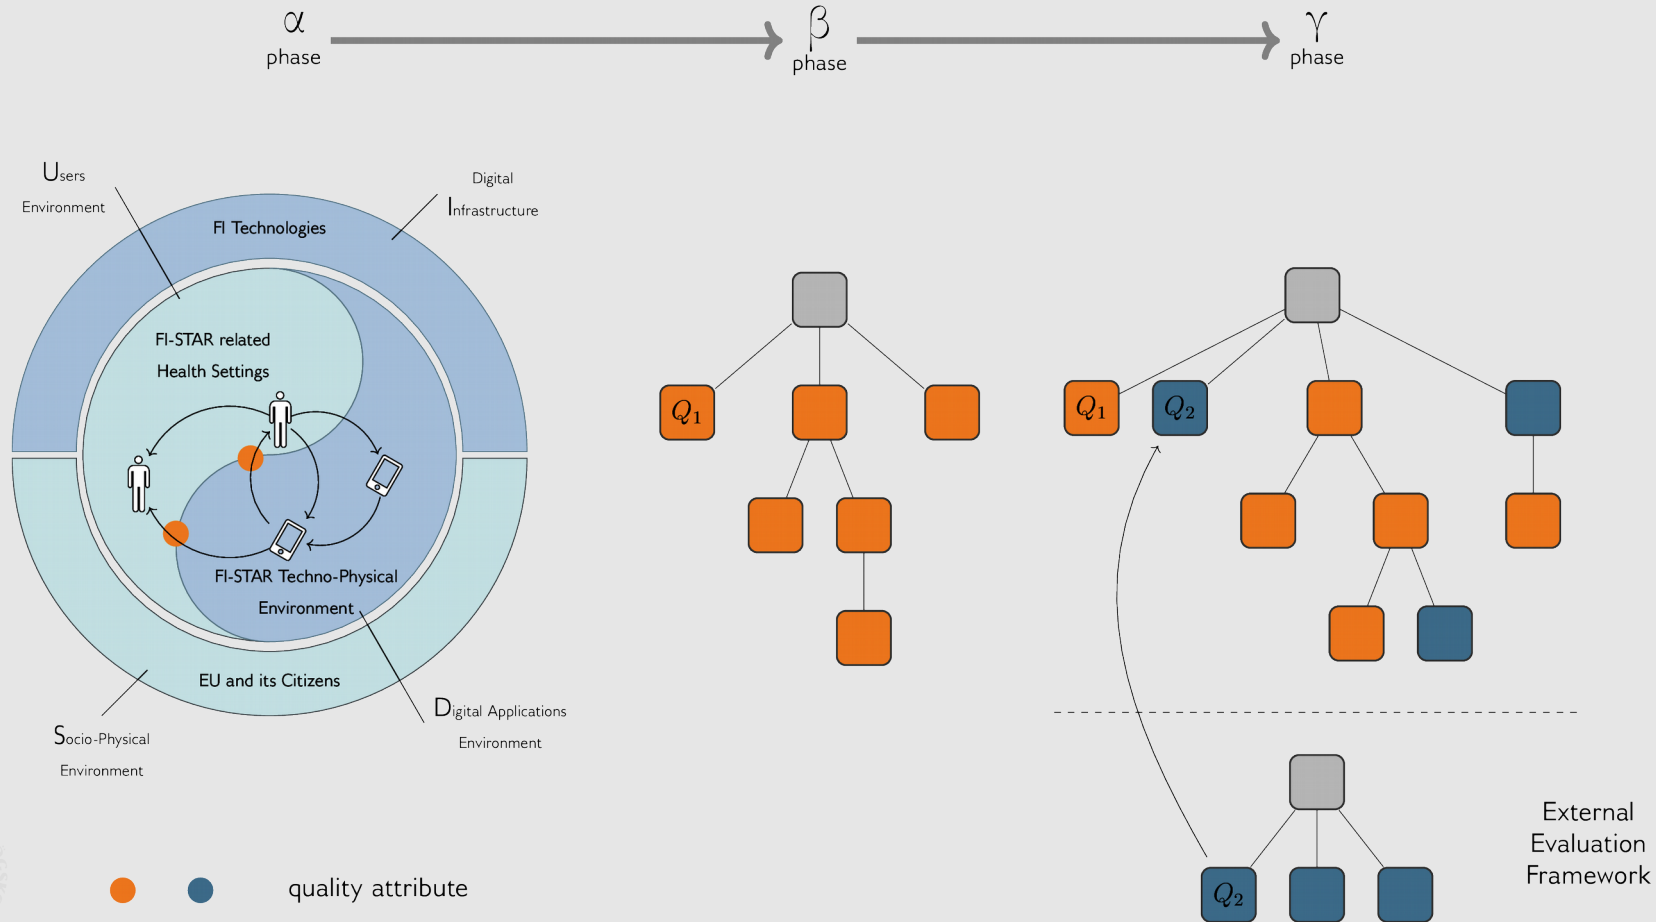 α
phase
β
phase
γ
phase
Users
Environment
Digital
Infrastructure
FI Technologies
FI-STAR related
Health Settings
FI-STAR Techno-Physical
Environment
EU and its Citizens
Socio-Physical
Environment
Digital Applications
Environment
Q1
Q1
Q2
Q2
External
Evaluation
Framework
quality attribute